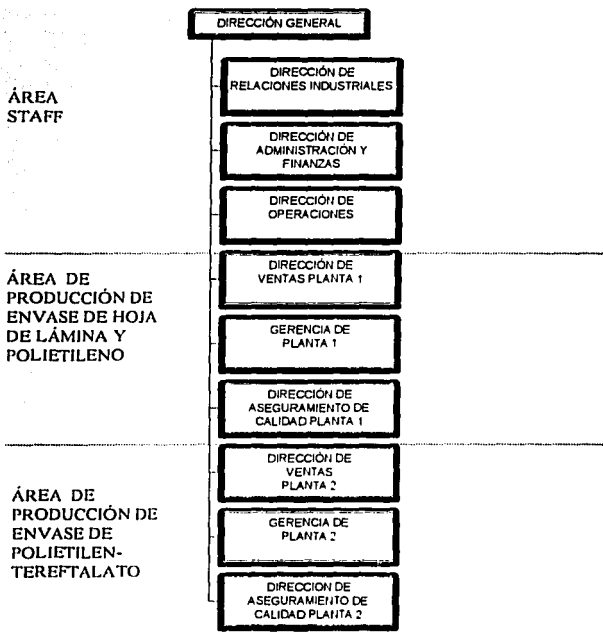 DIRECCIÓN GENERAL
ÁREA
STAFF
DIRECCIÓN DE
RELACIONES INDUSTRIALES
DIRECCIÓN DE
ADMINISTRACIÓN Y
FINANZAS
DIRECCIÓN DE
OPERACIONES
ÁREA DE
PRODUCCIÓN DE
ENVASE DE HOJA
DE LÁMINA Y
POLIETILENO
DIRECCIÓN DE
VENTAS PLANTA 1
GERENCIA DE
PLANTA 1
DIRECCIÓN DE
ASEGURAMIENTO DE
CALIDAD PLANTA 1
ÁREA DE
PRODUCCIÓN DE
ENVASE DE
POLIETILEN-
TEREFTALATO
DIRECCIÓN DE
VENTAS
PLANTA 2
GERENCIA DE
PLANTA 2
DIRECCION DE
ASEGURAMIENTO DE
CALIDAD PLANTA 2